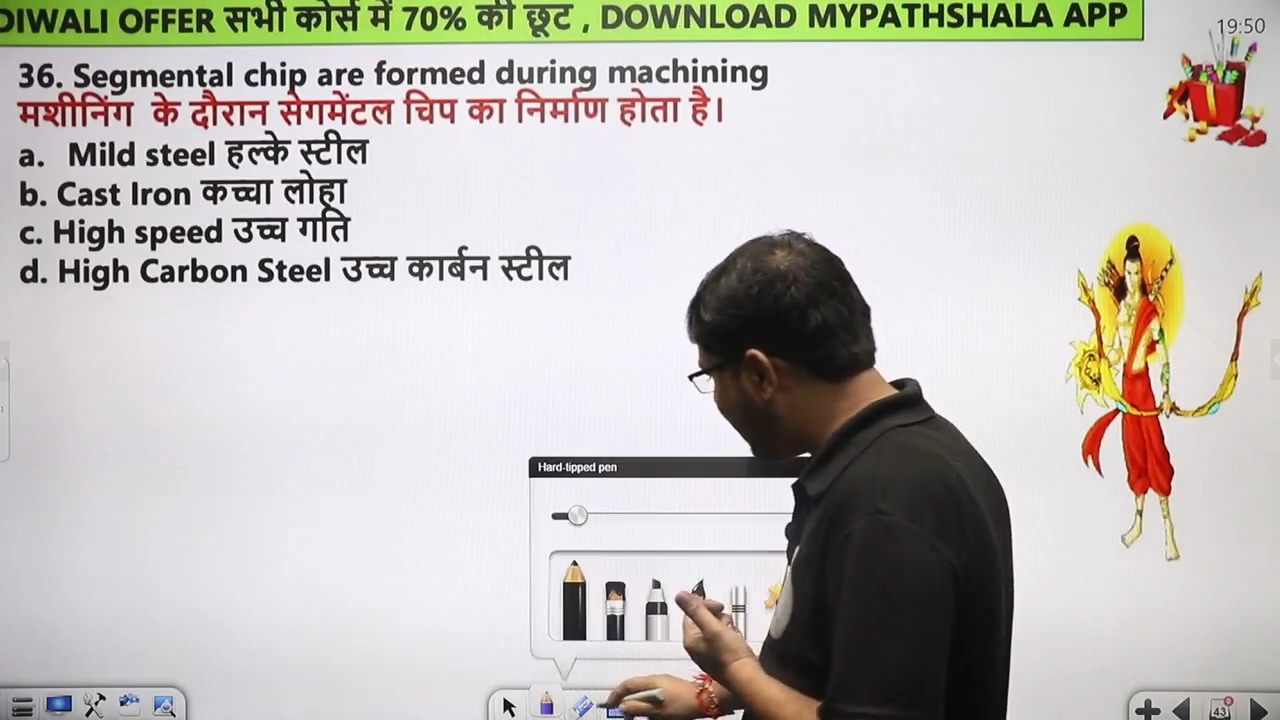 DIWALI OFFER सभी कोर्स में 70% की छूट , DOWNLOAD MYPATHSHALA APP
19:50
36. Segmental chip are formed during machining
मशीनिंग के दौरान सेगमेंटल चिप का निर्माण होता है।
a. Mild steel हल्के स्टील
b. Cast Iron कच्चा लोहा
c. High speed उच्च गति
d. High Carbon Steel उच्च कार्बन स्टील
Hard-tipped pen
43